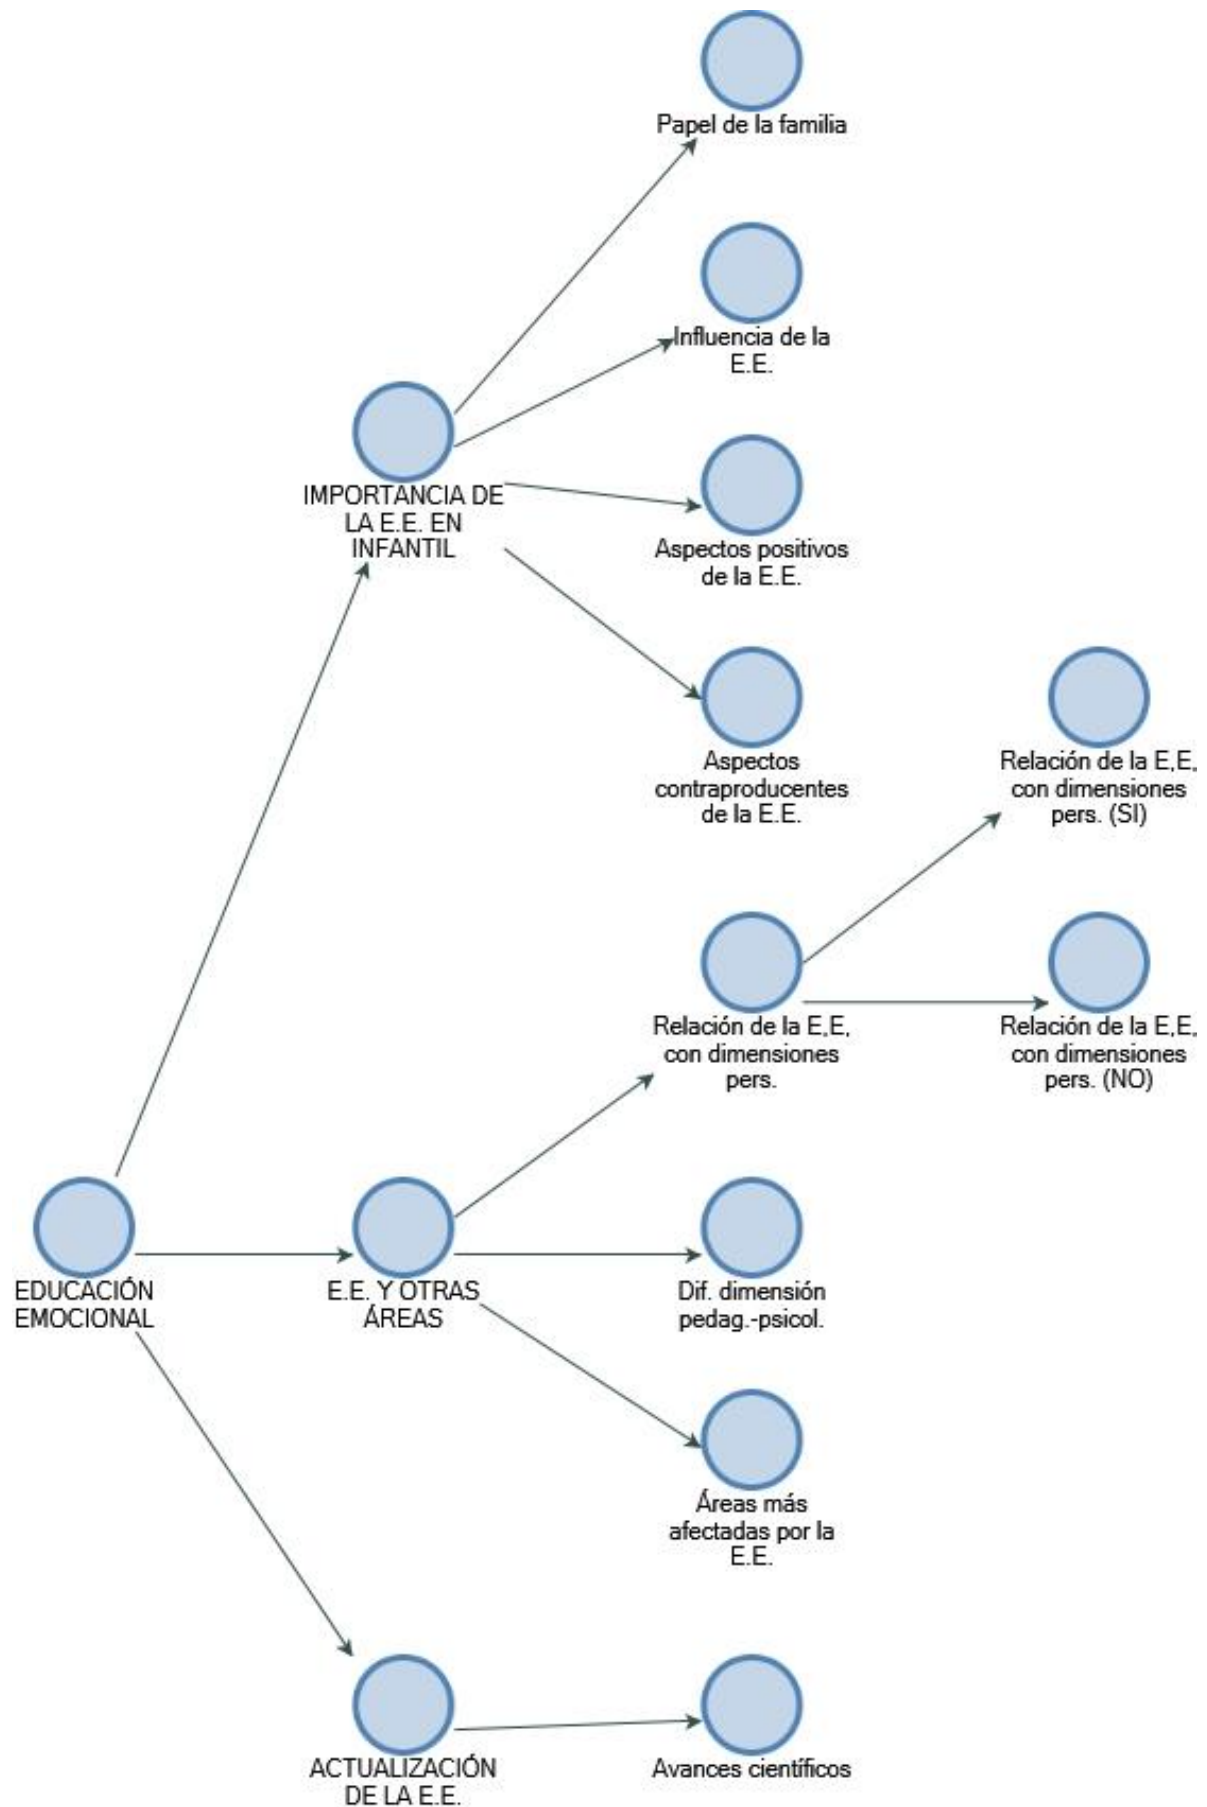 Papel de la familia
Influencia de la
E.E.
IMPORTANCIA DE
LA E.E. EN
INFANTIL
Aspectos positivos
de la E.E.
Aspectos
contraproducentes
de la E.E.
Relación de la E,E,
con dimensiones
pers. (SI)
Relación de la E,E,
con dimensiones
pers.
Relación de la E,E,
con dimensiones
pers. (NO)
EDUCACIÓN
EMOCIONAL
E.E. Y OTRAS
ÁREAS
Dif. dimensión
pedag.-psicol.
Áreas más
afectadas por la
E.E.
ACTUALIZACIÓN
DE LA E.E.
Avances científicos